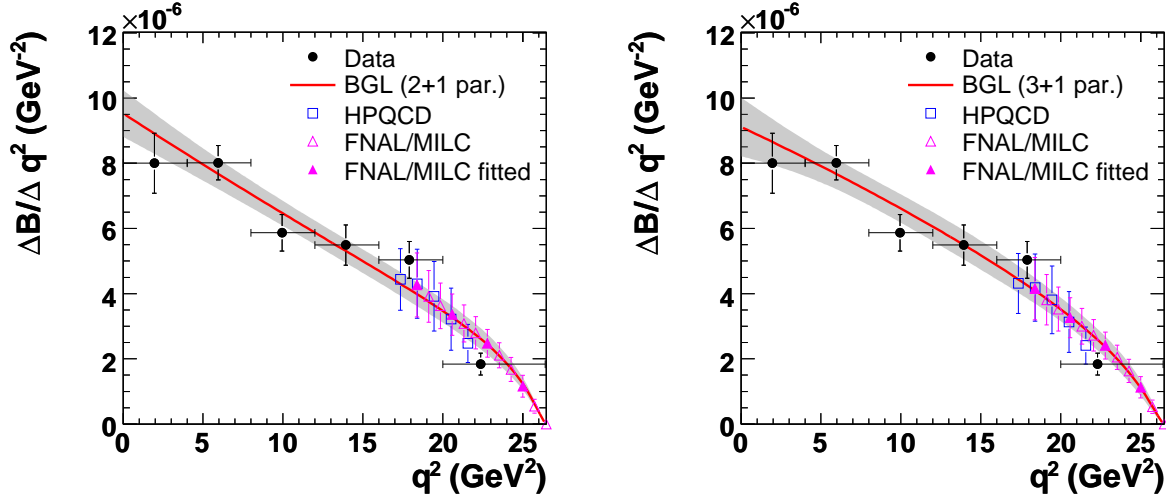 ×10⁻⁶
12
10
8
6
4
2
0
ΔB/Δ q² (GeV⁻²)
Data
BGL (2+1 par.)
HPQCD
FNAL/MILC
FNAL/MILC fitted
0 5 10 15 20 25
q² (GeV²)
×10⁻⁶
12
10
8
6
4
2
0
ΔB/Δ q² (GeV⁻²)
Data
BGL (3+1 par.)
HPQCD
FNAL/MILC
FNAL/MILC fitted
0 5 10 15 20 25
q² (GeV²)